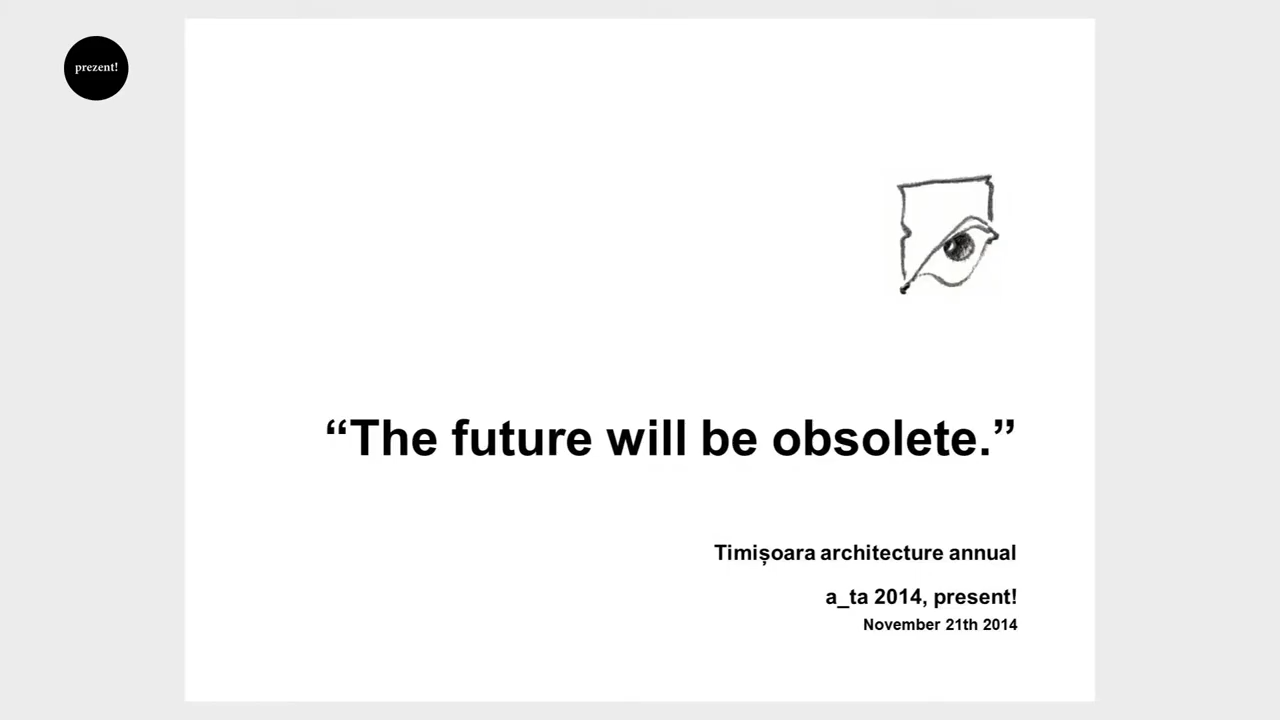 prezent!
“The future will be obsolete.”
Timișoara architecture annual
a_ta 2014, present!
November 21th 2014